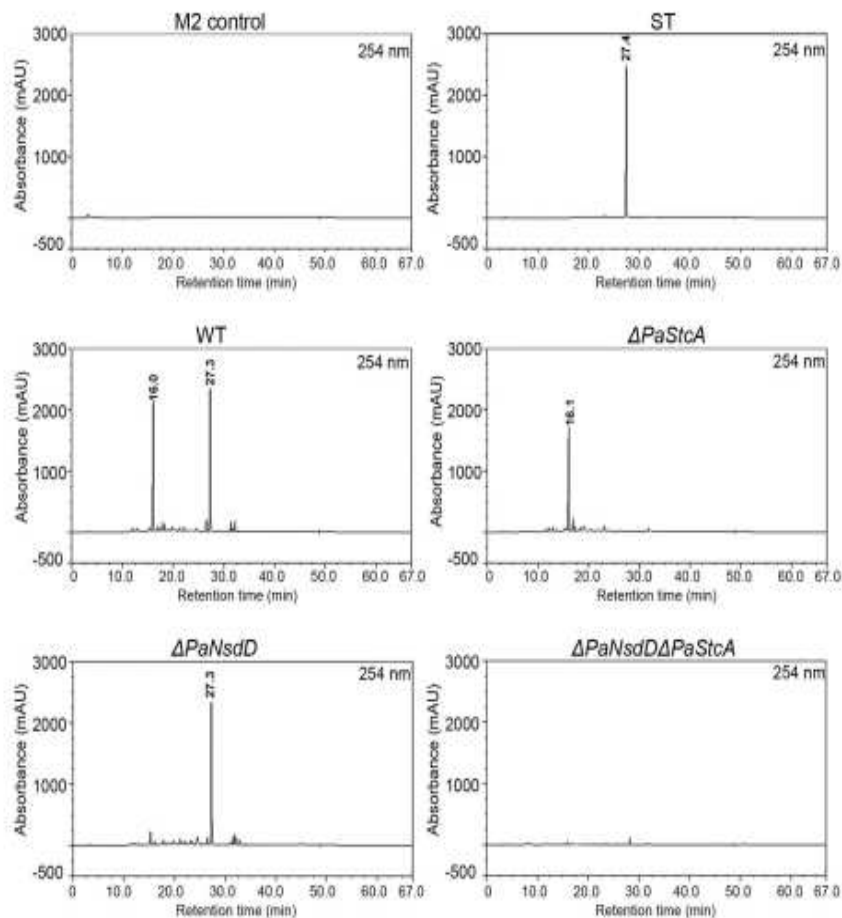 M2 control
3000
254 nm
2000
1000
-500
Absorbance (mAU)
0 10.0 20.0 30.0 40.0 50.0 60.0 67.0
Retention time (min)
ST
3000
27.4
254 nm
2000
1000
-500
Absorbance (mAU)
0 10.0 20.0 30.0 40.0 50.0 60.0 67.0
Retention time (min)
WT
3000
16.0
27.3
254 nm
2000
1000
-500
Absorbance (mAU)
0 10.0 20.0 30.0 40.0 50.0 60.0 67.0
Retention time (min)
ΔPaStcA
3000
16.1
254 nm
2000
1000
-500
Absorbance (mAU)
0 10.0 20.0 30.0 40.0 50.0 60.0 67.0
Retention time (min)
ΔPaNsdD
3000
27.3
254 nm
2000
1000
-500
Absorbance (mAU)
0 10.0 20.0 30.0 40.0 50.0 60.0 67.0
Retention time (min)
ΔPaNsdDΔPaStcA
3000
254 nm
2000
1000
-500
Absorbance (mAU)
0 10.0 20.0 30.0 40.0 50.0 60.0 67.0
Retention time (min)